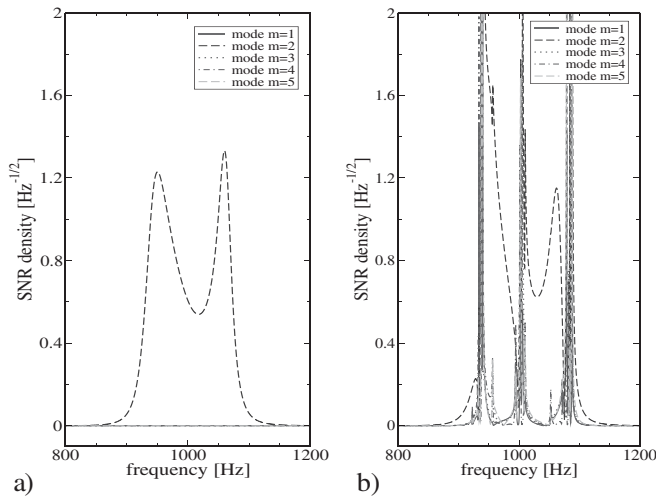 2
1.6
1.2
0.8
0.4
0
SNR density [Hz-1/2]
800
1000
1200
frequency [Hz]
mode m=1
mode m=2
mode m=3
mode m=4
mode m=5
a)
2
1.6
1.2
0.8
0.4
0
SNR density [Hz-1/2]
800
1000
1200
frequency [Hz]
mode m=1
mode m=2
mode m=3
mode m=4
mode m=5
b)